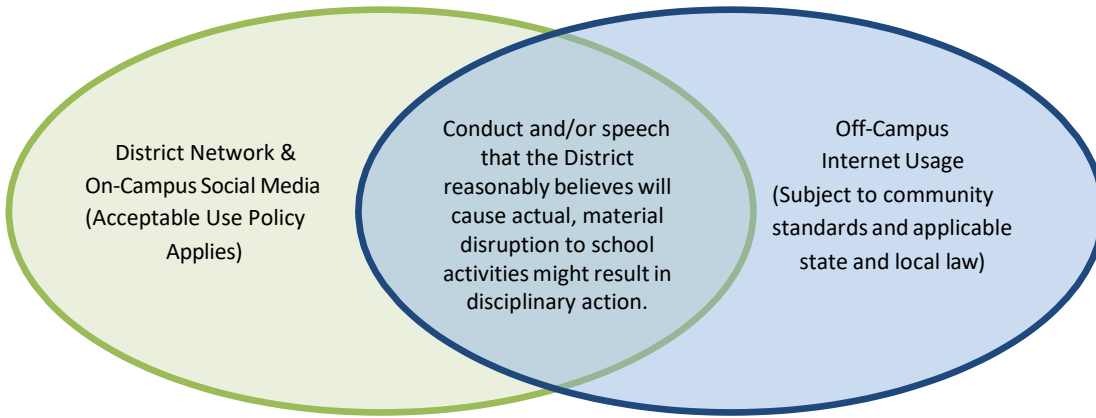 District Network &
On-Campus Social Media
(Acceptable Use Policy
Applies)
Conduct and/or speech
that the District
reasonably believes will
cause actual, material
disruption to school
activities might result in
disciplinary action.
Off-Campus
Internet Usage
(Subject to community
standards and applicable
state and local law)